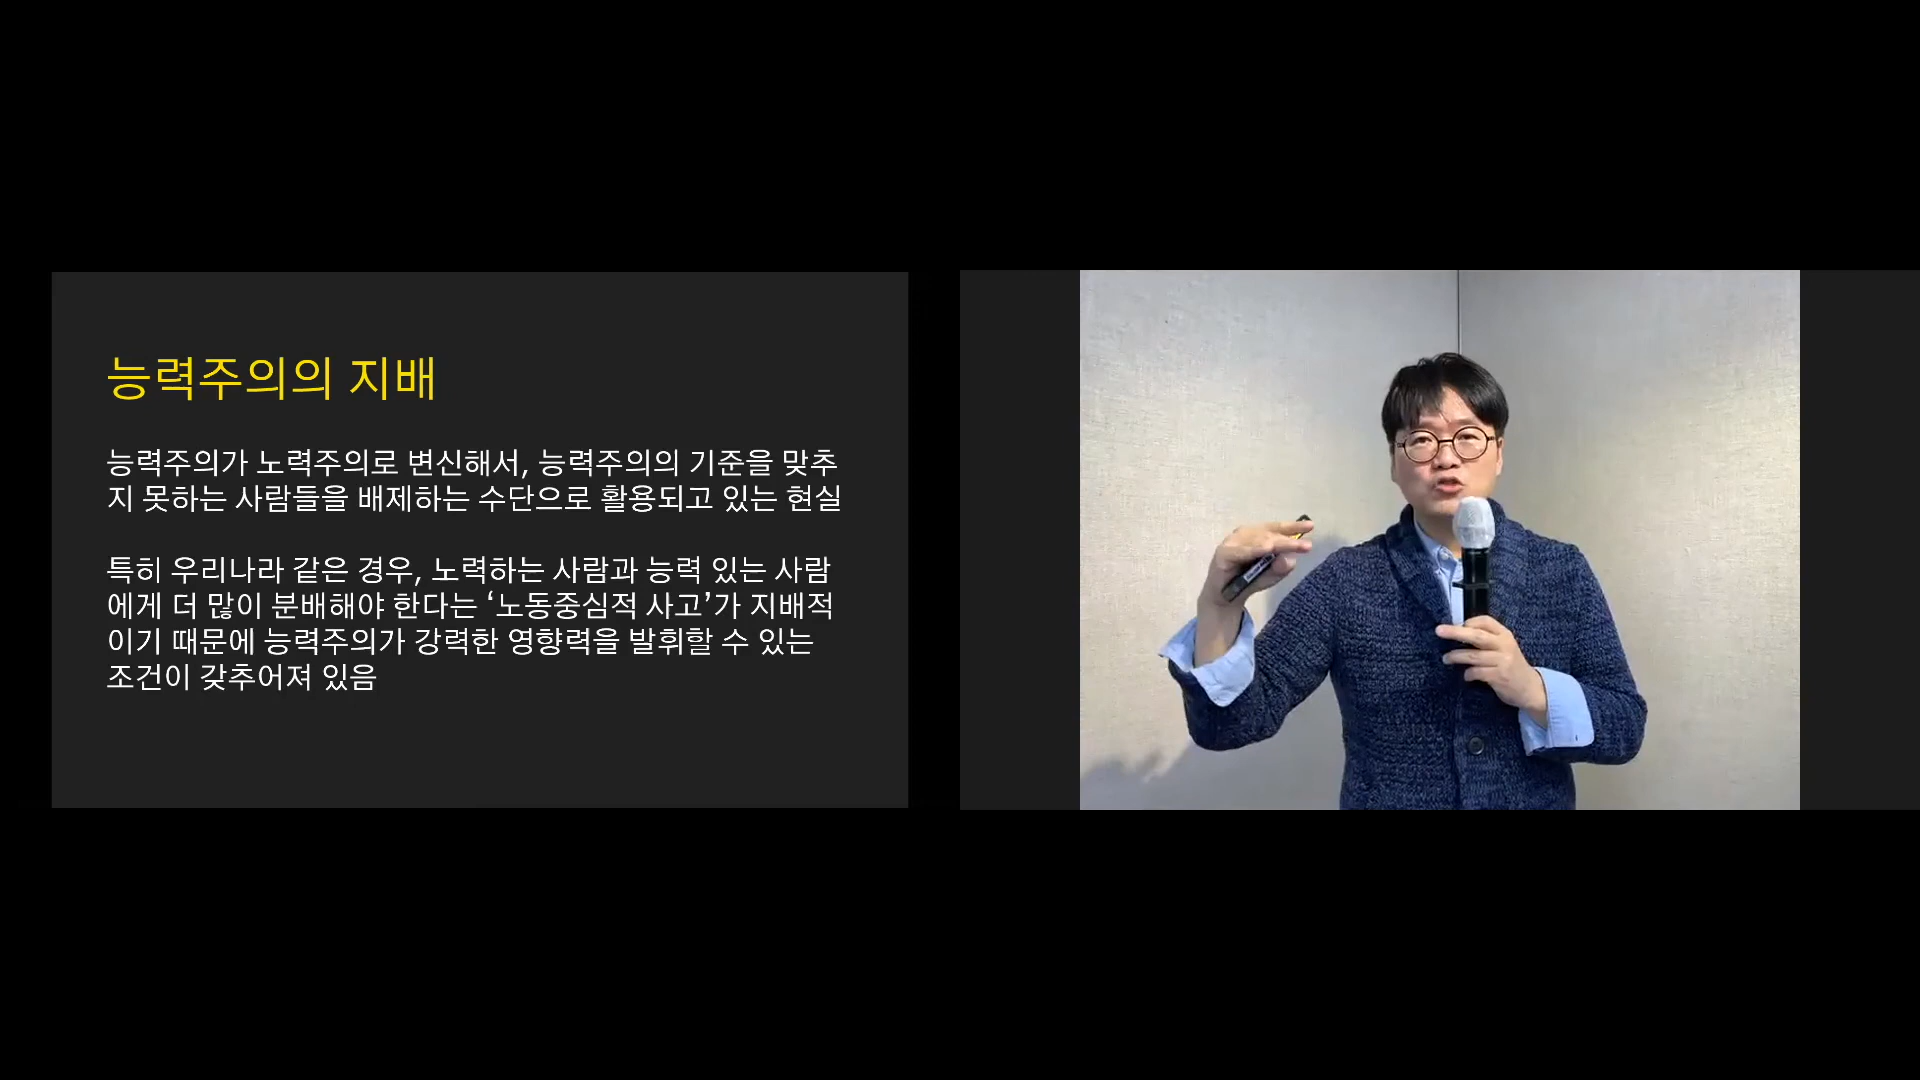 능력주의의 지배
능력주의가 노력주의로 변신해서, 능력주의의 기준을 맞추
지 못하는 사람들을 배제하는 수단으로 활용되고 있는 현실
특히 우리나라 같은 경우, 노력하는 사람과 능력 있는 사람
에게 더 많이 분배해야 한다는 ‘노동중심적 사고’가 지배적
이기 때문에 능력주의가 강력한 영향력을 발휘할 수 있는
조건이 갖추어져 있음